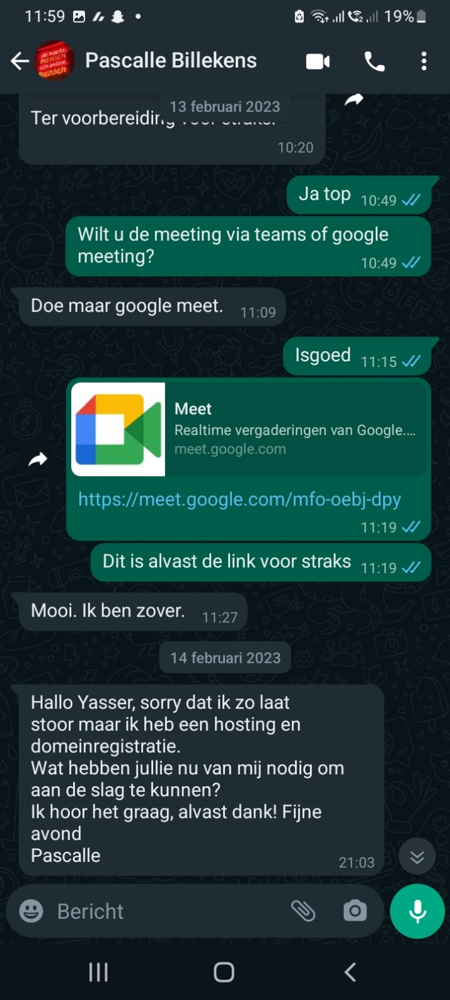 11:59
19%
Pascalle Billekens
de meeste
mensen
zijn andere
mensen
13 februari 2023
Ter voorbereiding voor straks.
10:20
Ja top 10:49
Wilt u de meeting via teams of google
meeting? 10:49
Doe maar google meet. 11:09
Isgoed 11:15
Meet
Realtime vergaderingen van Google....
meet.google.com
https://meet.google.com/mfo-oebj-dpy
11:19
Dit is alvast de link voor straks 11:19
Mooi. Ik ben zover. 11:27
14 februari 2023
Hallo Yasser, sorry dat ik zo laat
stoor maar ik heb een hosting en
domeinregistratie.
Wat hebben jullie nu van mij nodig om
aan de slag te kunnen?
Ik hoor het graag, alvast dank! Fijne
avond
Pascalle 21:03
Bericht